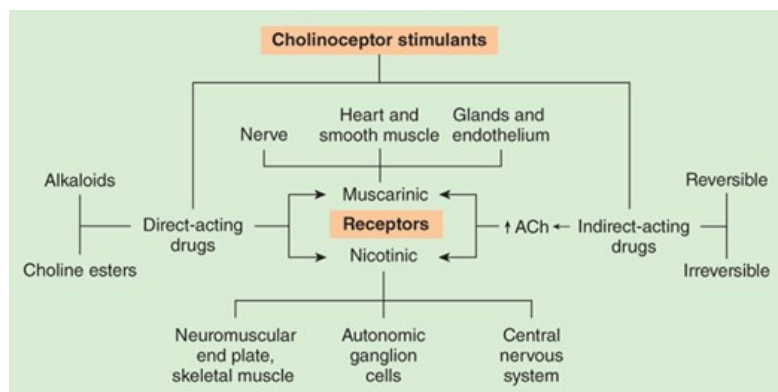 Cholinoceptor stimulants
Nerve
Heart and
smooth muscle
Glands and
endothelium
Alkaloids
Choline esters
Direct-acting
drugs
Muscarinic
Receptors
Nicotinic
↑ ACh
Indirect-acting
drugs
Reversible
Irreversible
Neuromuscular
end plate,
skeletal muscle
Autonomic
ganglion
cells
Central
nervous
system